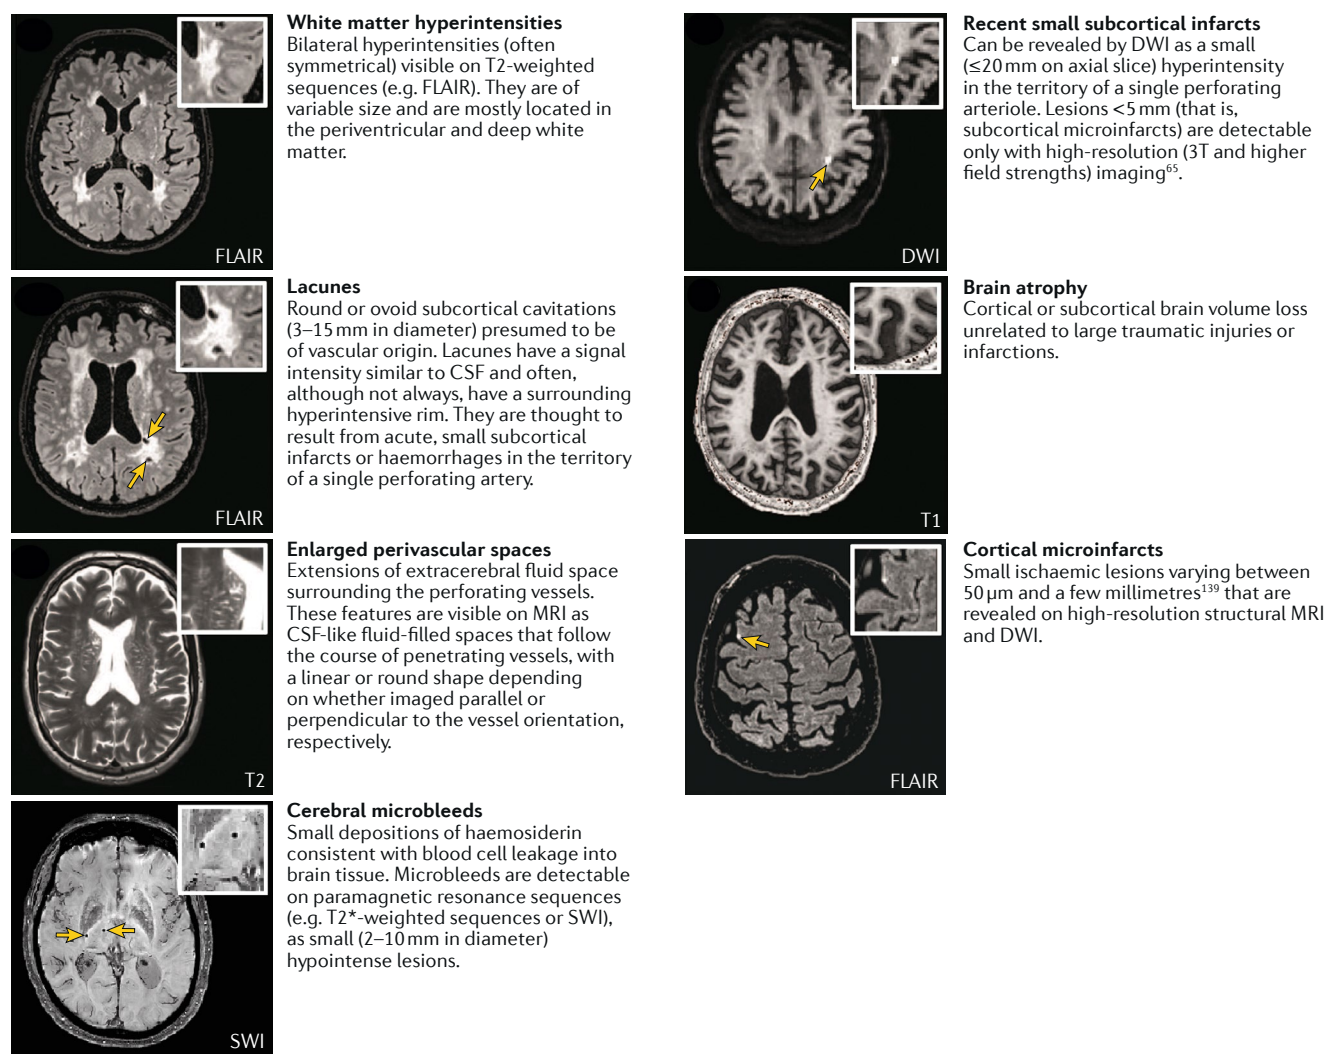 White matter hyperintensities
Bilateral hyperintensities (often
symmetrical) visible on T2-weighted
sequences (e.g. FLAIR). They are of
variable size and are mostly located in
the periventricular and deep white
matter.
FLAIR
Lacunes
Round or ovoid subcortical cavitations
(3–15 mm in diameter) presumed to be
of vascular origin. Lacunes have a signal
intensity similar to CSF and often,
although not always, have a surrounding
hyperintensive rim. They are thought to
result from acute, small subcortical
infarcts or haemorrhages in the territory
of a single perforating artery.
FLAIR
Enlarged perivascular spaces
Extensions of extracerebral fluid space
surrounding the perforating vessels.
These features are visible on MRI as
CSF-like fluid-filled spaces that follow
the course of penetrating vessels, with
a linear or round shape depending
on whether imaged parallel or
perpendicular to the vessel orientation,
respectively.
T2
Cerebral microbleeds
Small depositions of haemosiderin
consistent with blood cell leakage into
brain tissue. Microbleeds are detectable
on paramagnetic resonance sequences
(e.g. T2*-weighted sequences or SWI),
as small (2–10 mm in diameter)
hypointense lesions.
SWI
Recent small subcortical infarcts
Can be revealed by DWI as a small
(≤20 mm on axial slice) hyperintensity
in the territory of a single perforating
arteriole. Lesions <5 mm (that is,
subcortical microinfarcts) are detectable
only with high-resolution (3T and higher
field strengths) imaging⁶⁵.
DWI
Brain atrophy
Cortical or subcortical brain volume loss
unrelated to large traumatic injuries or
infarctions.
T1
Cortical microinfarcts
Small ischaemic lesions varying between
50 μm and a few millimetres¹³⁹ that are
revealed on high-resolution structural MRI
and DWI.
FLAIR